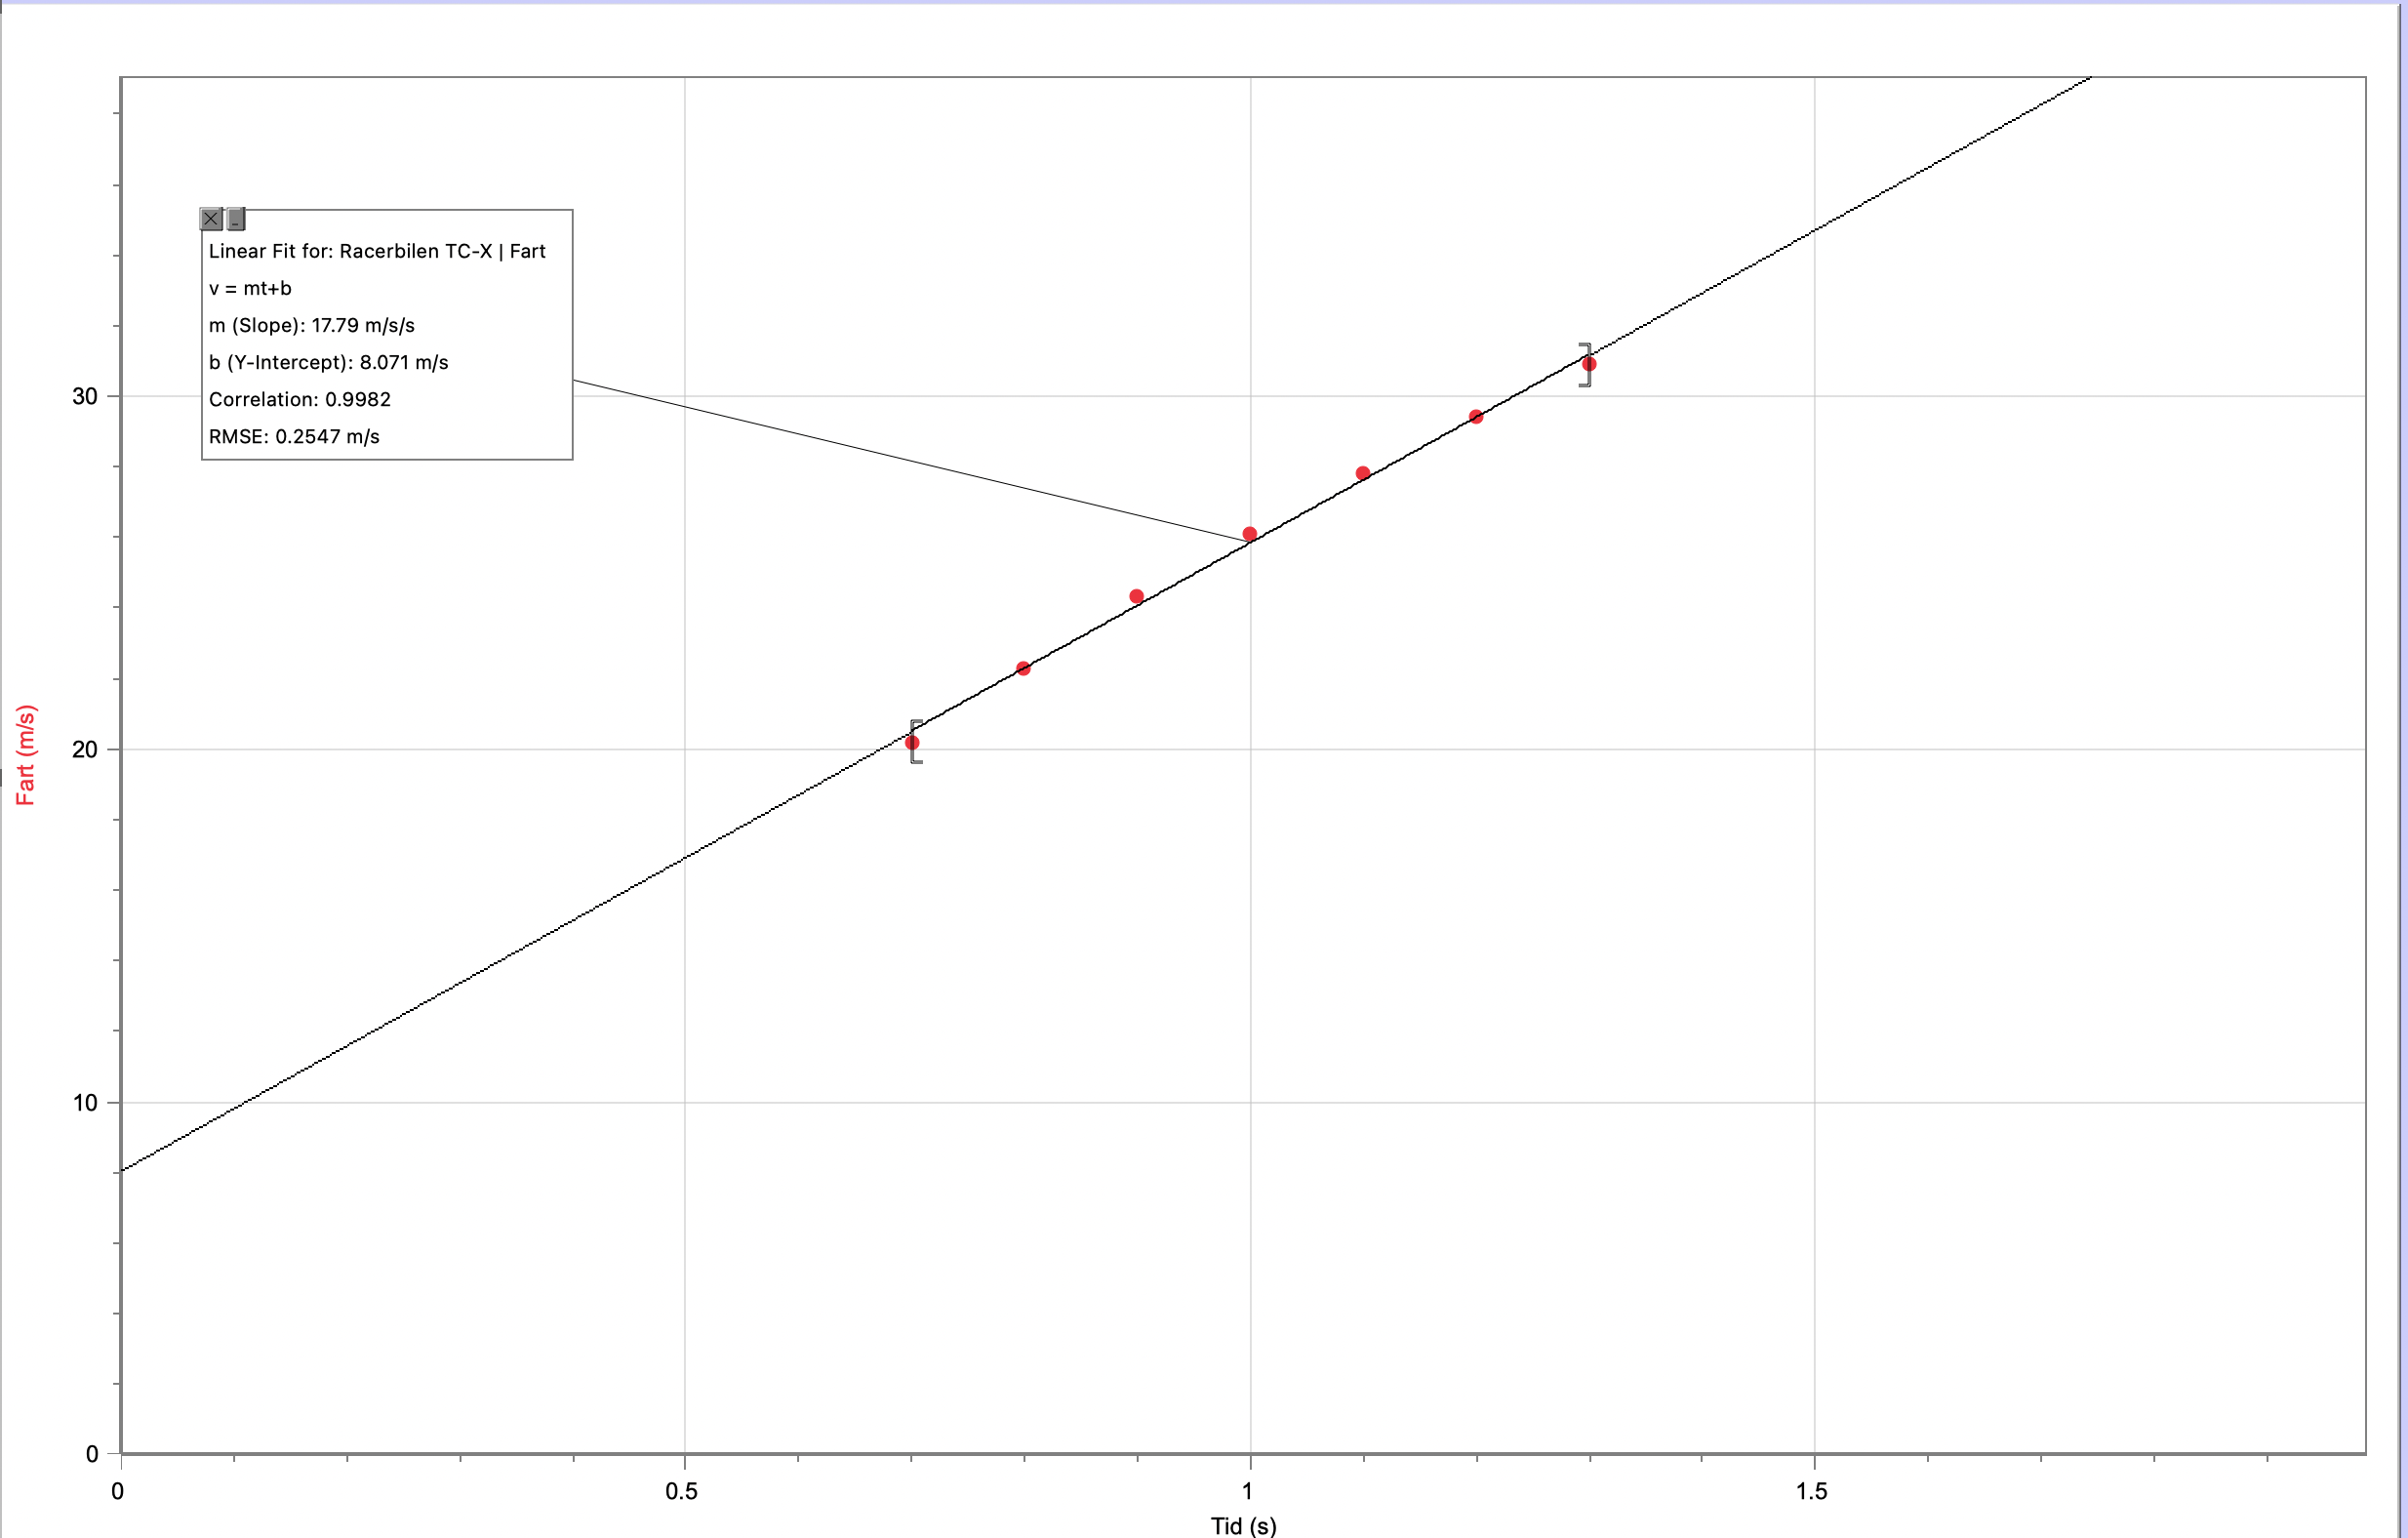 Linear Fit for: Racerbilen TC-X | Fart
v = mt+b
m (Slope): 17.79 m/s/s
b (Y-Intercept): 8.071 m/s
Correlation: 0.9982
RMSE: 0.2547 m/s
30
20
10
0
Fart (m/s)
0
0.5
1
1.5
Tid (s)